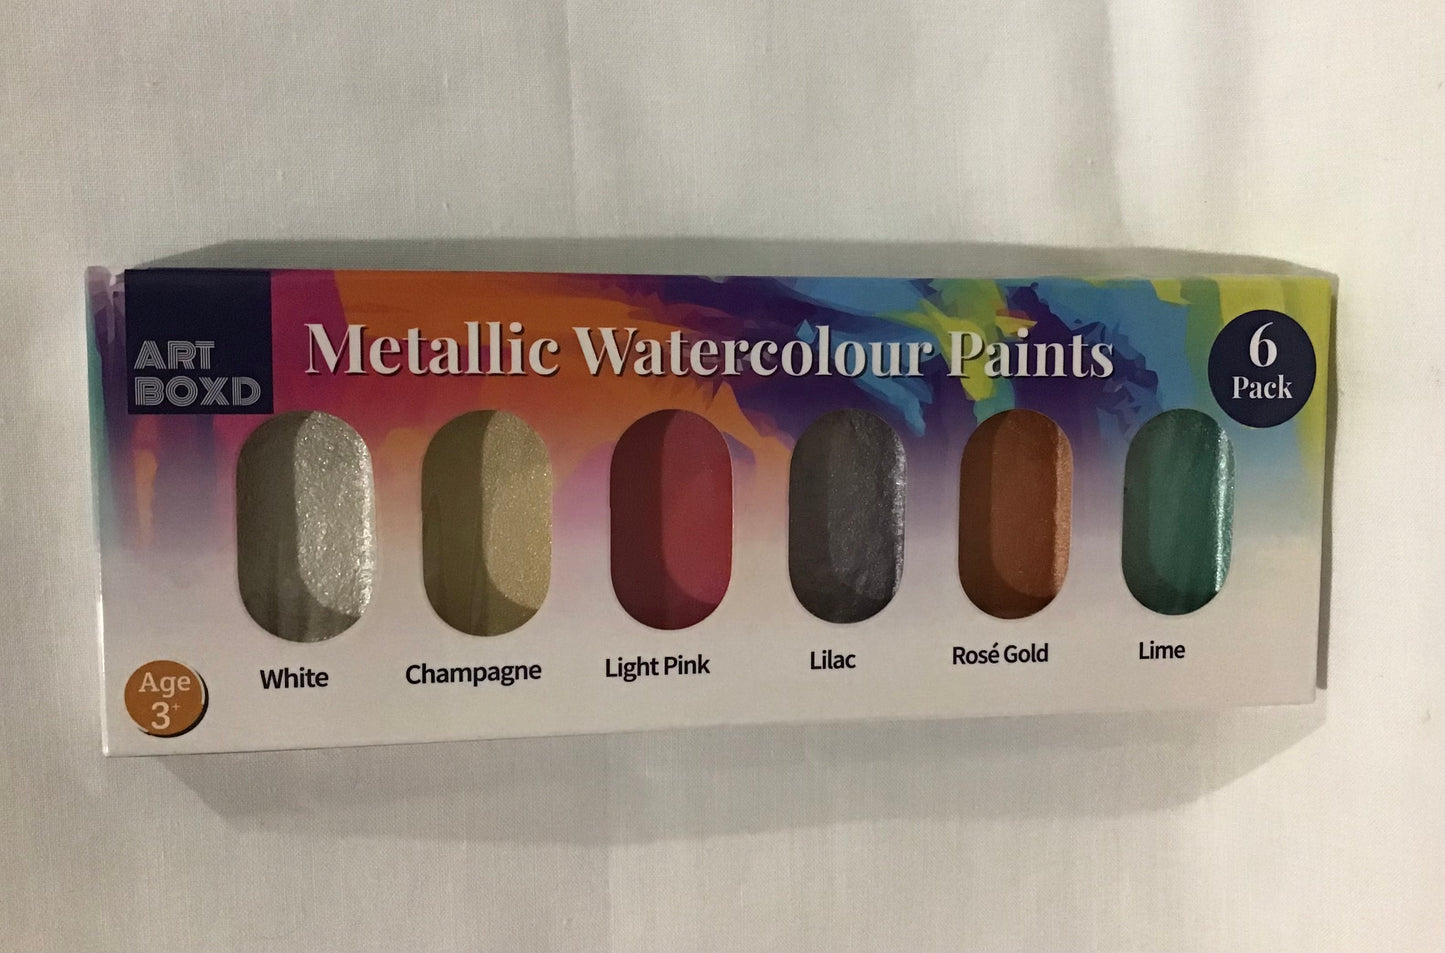 ART
BOXD
Metallic Watercolour Paints
6
Pack
White
Champagne
Light Pink
Lilac
Rosé Gold
Lime
Age
3+